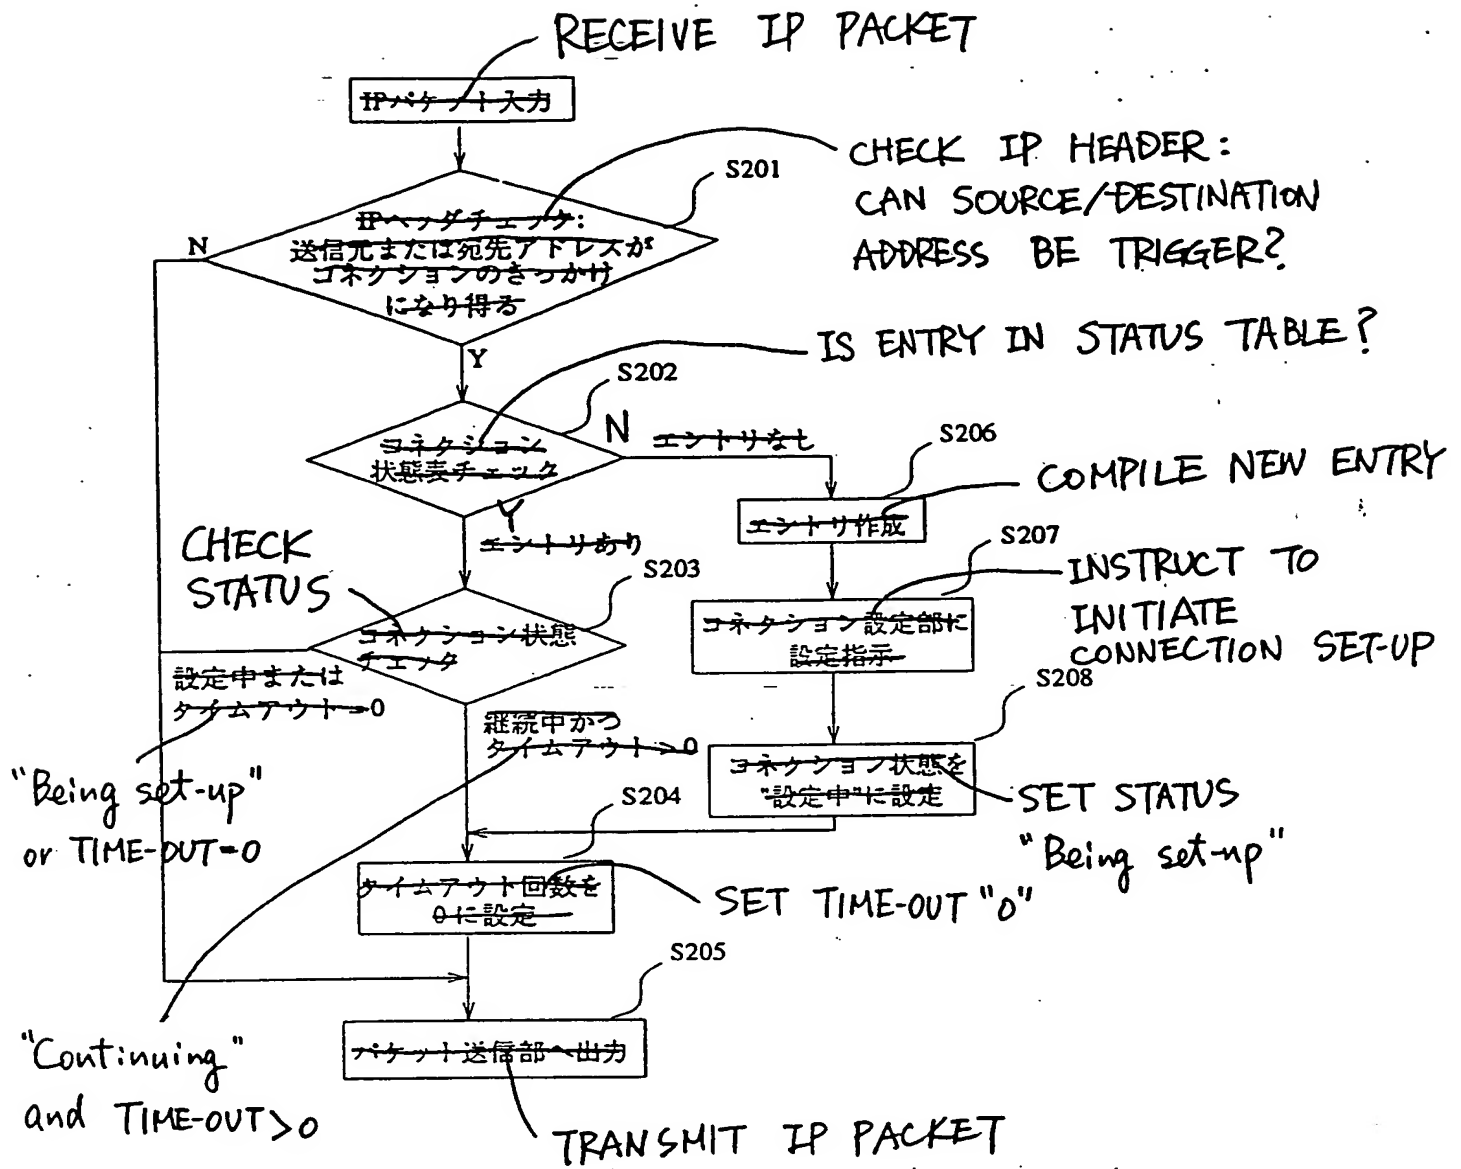 RECEIVE IP PACKET
IPパケット入力
S201
CHECK IP HEADER:
CAN SOURCE/DESTINATION
ADDRESS BE TRIGGER?
IPヘッダチェック:
送信元または宛先アドレスが
コネクションのきっかけ
になり得る
N
Y
IS ENTRY IN STATUS TABLE?
S202
コネクション
状態表チェック
N
エントリなし
S206
COMPILE NEW ENTRY
エントリ作成
Y
エントリあり
CHECK
STATUS
S203
コネクション状態
チェック
S207
INSTRUCT TO
INITIATE
CONNECTION SET-UP
コネクション設定部に
設定指示
設定中または
タイムアウト=0
"Being set-up"
or TIME-OUT=0
継続中かつ
タイムアウト>0
S208
コネクション状態を
"設定中"に設定
SET STATUS
"Being set-up"
S204
タイムアウト回数を
0に設定
SET TIME-OUT "0"
S205
パケット送信部へ出力
"Continuing"
and TIME-OUT>0
TRANSMIT IP PACKET